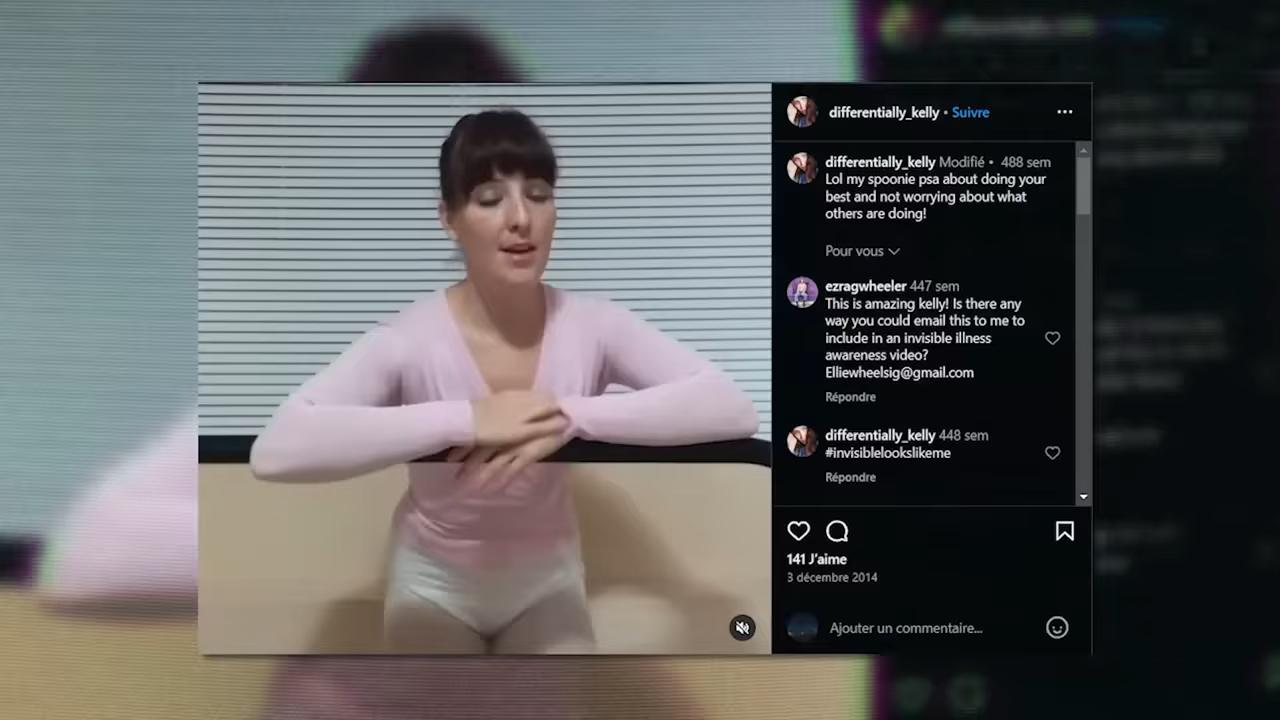 differentially_kelly • Suivre
differentially_kelly Modifié • 488 sem
Lol my spoonie psa about doing your
best and not worrying about what
others are doing!
Pour vous
ezragwheeler 447 sem
This is amazing kelly! Is there any
way you could email this to me to
include in an invisible illness
awareness video?
Elliewheelsig@gmail.com
Répondre
differentially_kelly 448 sem
#invisiblelookslikeme
Répondre
141 J'aime
3 décembre 2014
Ajouter un commentaire...